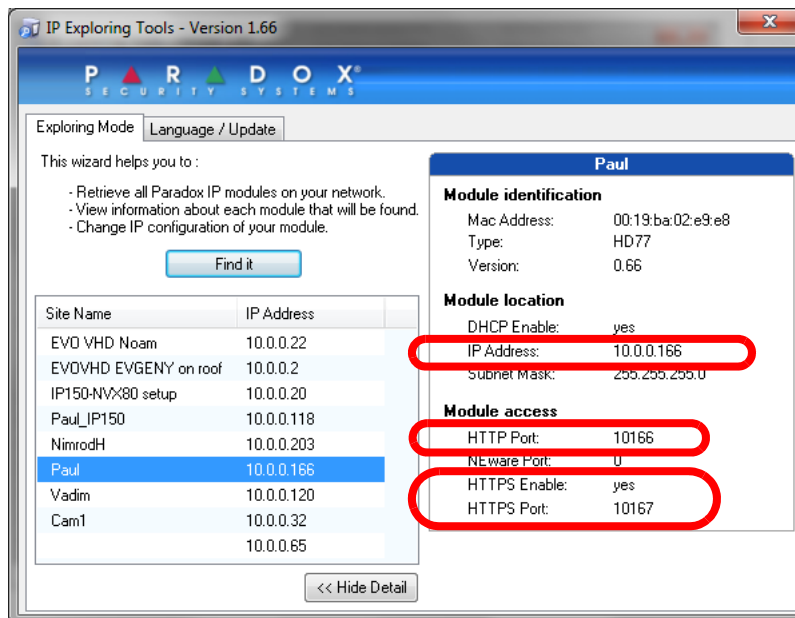 IP Exploring Tools - Version 1.66
PARADOX®
SECURITY SYSTEMS
Exploring Mode
Language / Update
This wizard helps you to :
- Retrieve all Paradox IP modules on your network.
- View information about each module that will be found.
- Change IP configuration of your module.
Find it
Site Name IP Address
EVO VHD Noam 10.0.0.22
EVOVHD EVGENY on roof 10.0.0.2
IP150-NVX80 setup 10.0.0.20
Paul_IP150 10.0.0.118
NimrodH 10.0.0.203
Paul 10.0.0.166
Vadim 10.0.0.120
Cam1 10.0.0.32
10.0.0.65
<< Hide Detail
Paul
Module identification
Mac Address: 00:19:ba:02:e9:e8
Type: HD77
Version: 0.66
Module location
DHCP Enable: yes
IP Address: 10.0.0.166
Subnet Mask: 255.255.255.0
Module access
HTTP Port: 10166
NEware Port: 0
HTTPS Enable: yes
HTTPS Port: 10167